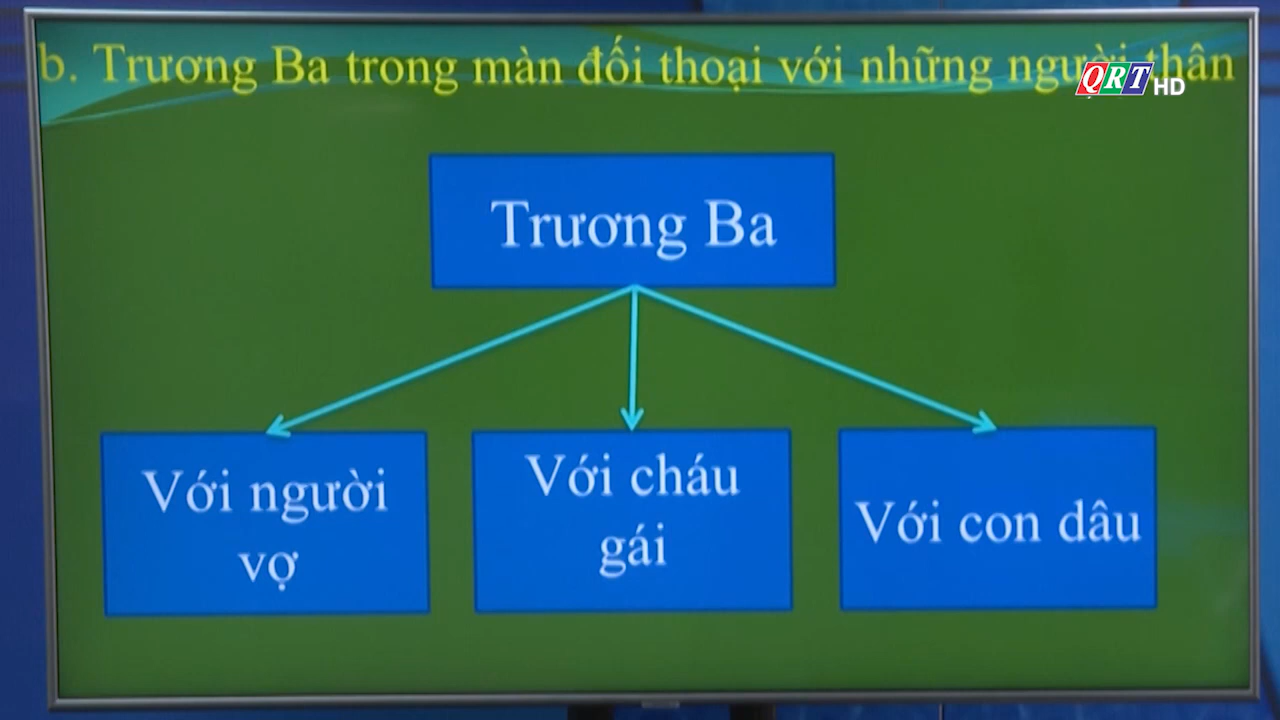 b. Trương Ba trong màn đối thoại với những người thân
QRT HD
Trương Ba
Với người
vợ
Với cháu
gái
Với con dâu